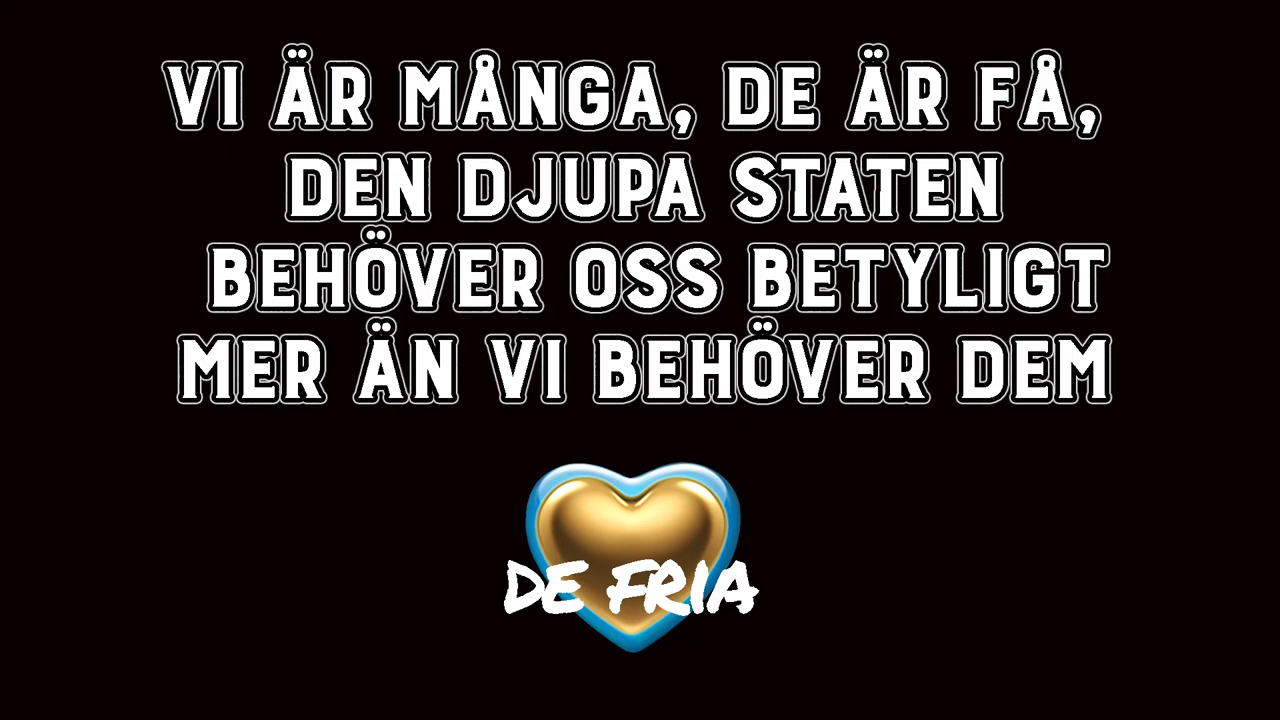 VI ÄR MÅNGA, DE ÄR FÅ,
DEN DJUPA STATEN
BEHÖVER OSS BETYLIGT
MER ÄN VI BEHÖVER DEM
DE FRIA